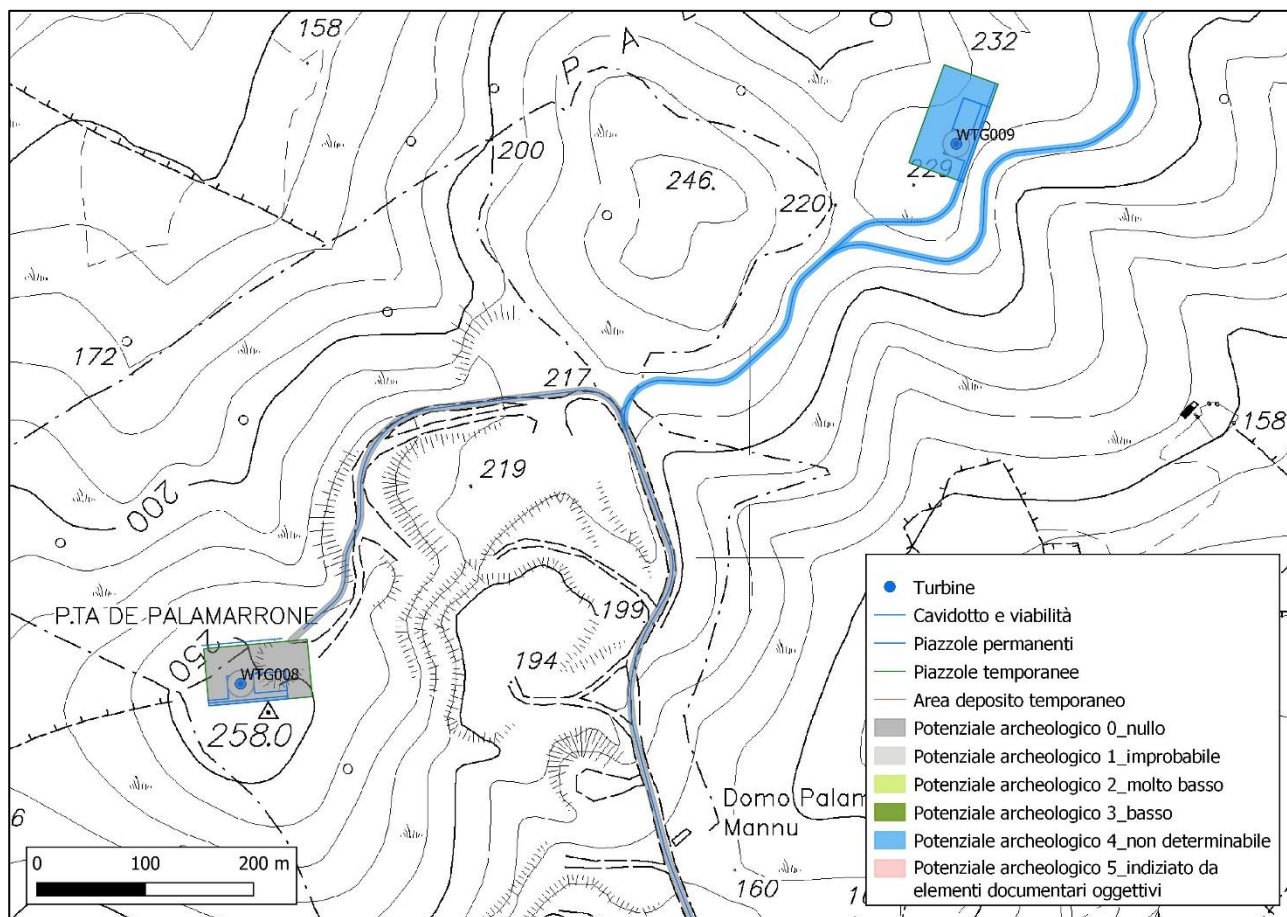 158
P A
232
0
WTG009
229
200
246.
220
172
217
219
200
158
P.TA DE PALAMARRONE
199
250
WTG008
194
258.0
Domo Palam
Mannu
6
160
0 100 200 m
Turbine
Cavidotto e viabilità
Piazzole permanenti
Piazzole temporanee
Area deposito temporaneo
Potenziale archeologico 0_nullo
Potenziale archeologico 1_improbabile
Potenziale archeologico 2_molto basso
Potenziale archeologico 3_basso
Potenziale archeologico 4_non determinabile
Potenziale archeologico 5_indiziato da
elementi documentari oggettivi